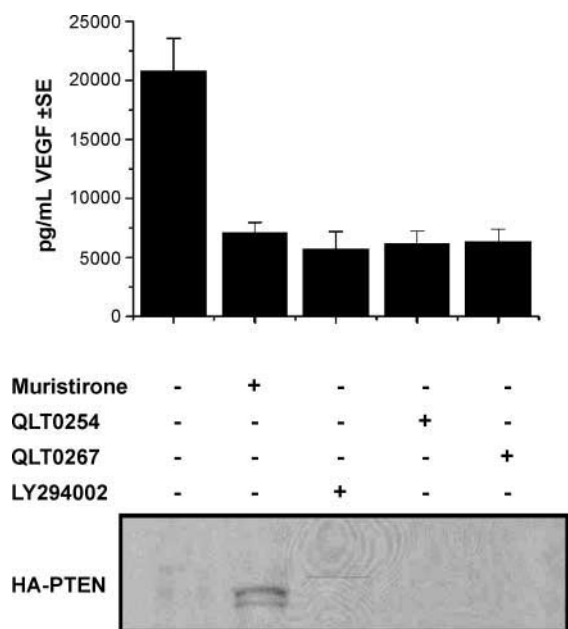 25000
20000
15000
10000
5000
0
pg/mL VEGF ±SE
Muristirone - + - - -
QLT0254 - - - + -
QLT0267 - - - - +
LY294002 - - + - -
HA-PTEN